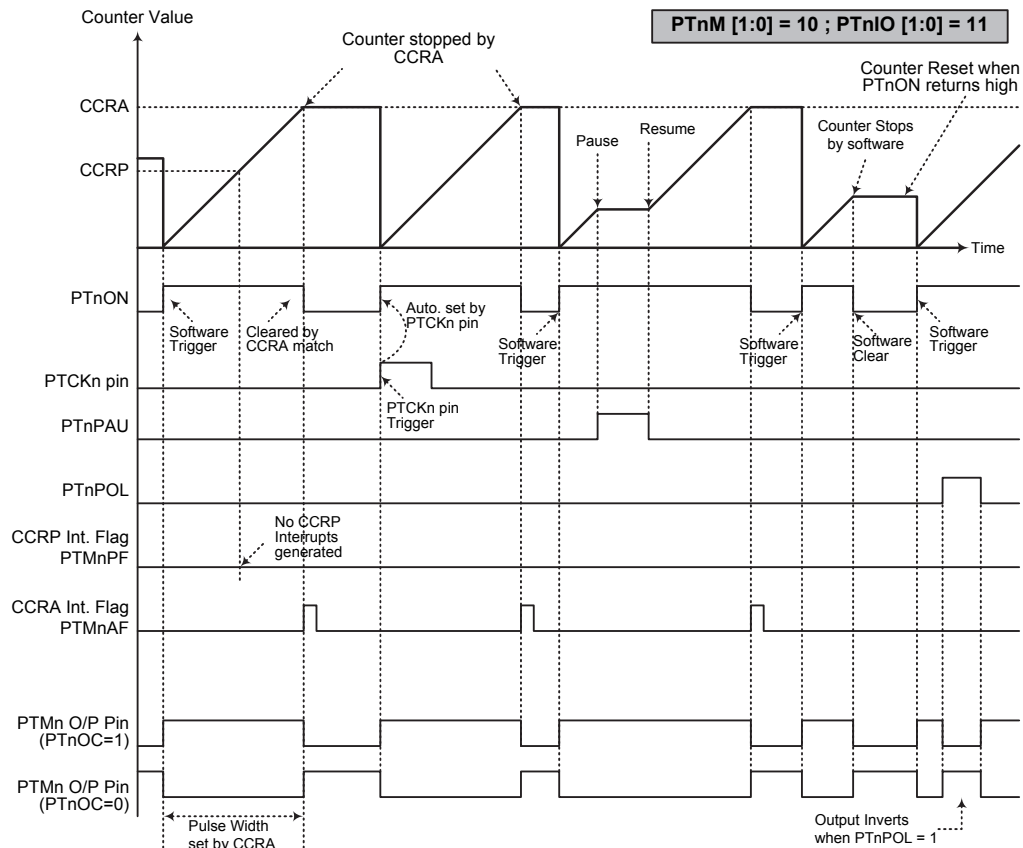 Counter Value
PTnM [1:0] = 10 ; PTnIO [1:0] = 11
Counter stopped by
CCRA
Counter Reset when
PTnON returns high
CCRA
CCRP
Pause
Resume
Counter Stops
by software
Time
PTnON
Software
Trigger
Cleared by
CCRA match
Auto. set by
PTCKn pin
Software
Trigger
Software
Trigger
Software
Clear
Software
Trigger
PTCKn pin
PTCKn pin
Trigger
PTnPAU
PTnPOL
CCRP Int. Flag
PTMnPF
No CCRP
Interrupts
generated
CCRA Int. Flag
PTMnAF
PTMn O/P Pin
(PTnOC=1)
PTMn O/P Pin
(PTnOC=0)
Pulse Width
set by CCRA
Output Inverts
when PTnPOL = 1